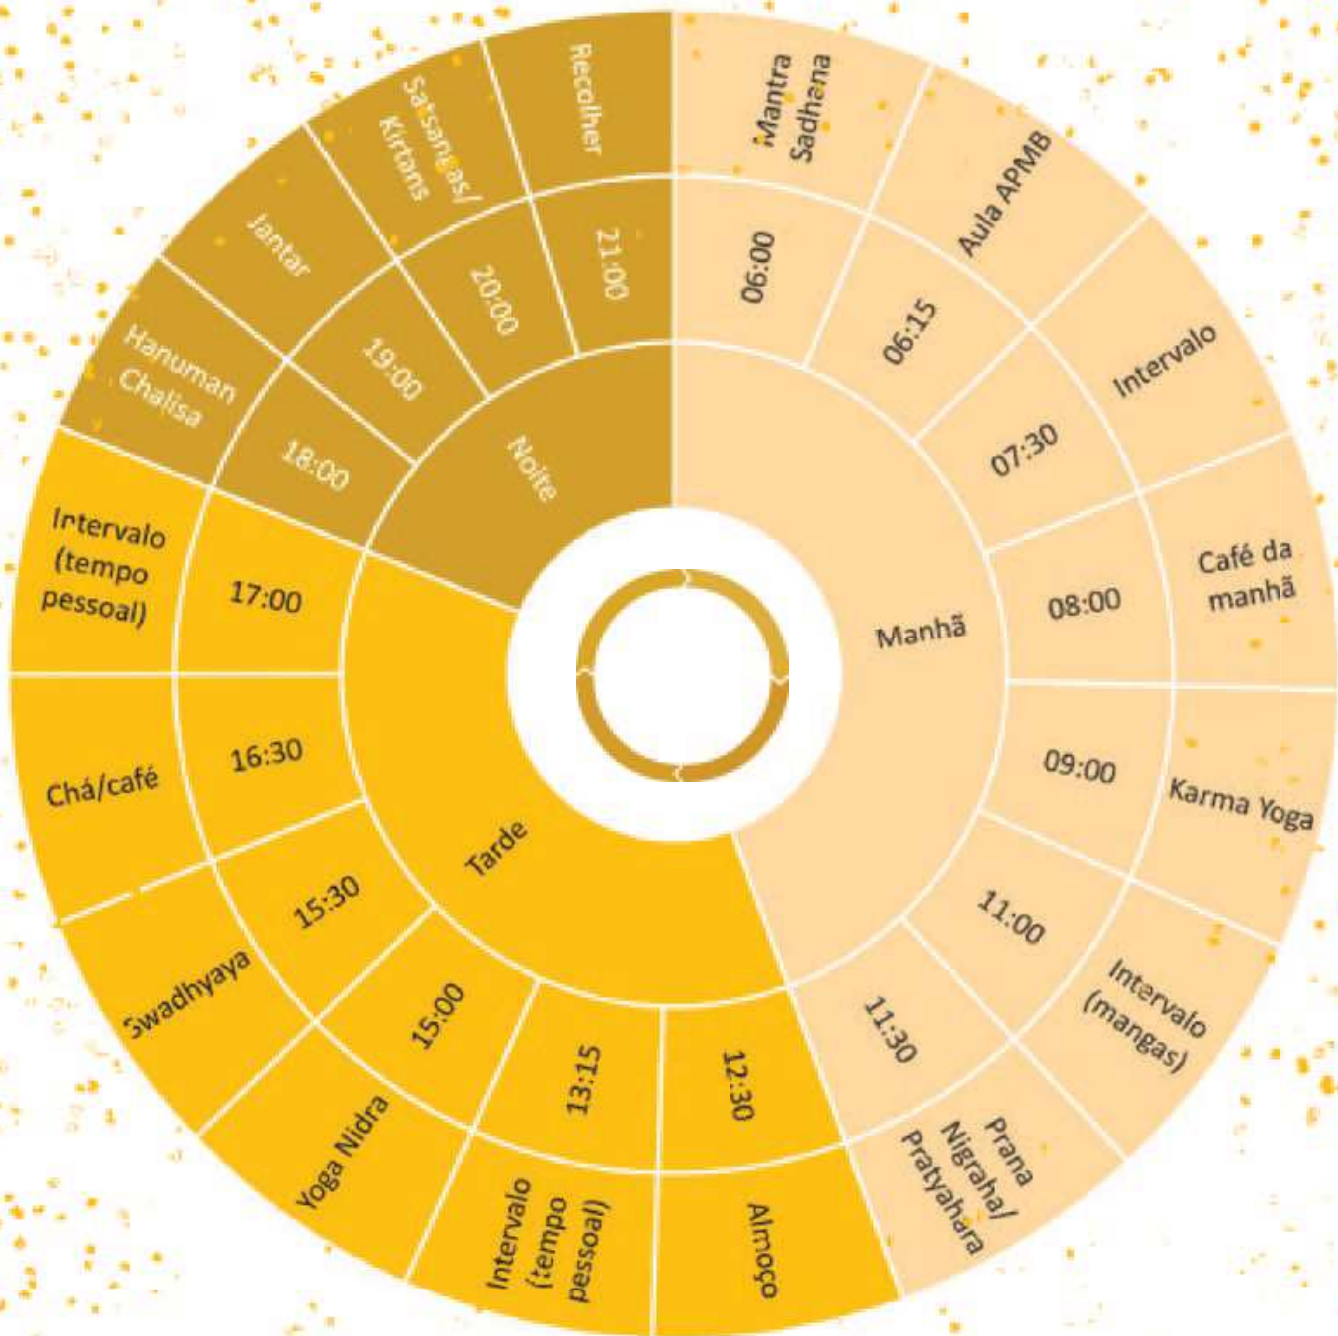 Manhã
06:00
Mantra
Sadhana
06:15
Aula APMB
07:30
Intervalo
08:00
Café da
manhã
09:00
Karma Yoga
11:00
Intervalo
(mangas)
11:30
Prana
Nigraha/
Pratyahara
Tarde
12:30
Almoço
13:15
Intervalo
(tempo
pessoal)
15:00
Yoga Nidra
15:30
Swadhyaya
16:30
Chá/café
17:00
Intervalo
(tempo
pessoal)
Noite
18:00
Hanuman
Chalisa
19:00
Jantar
20:00
Satsangas/
Kirtans
21:00
Recolher